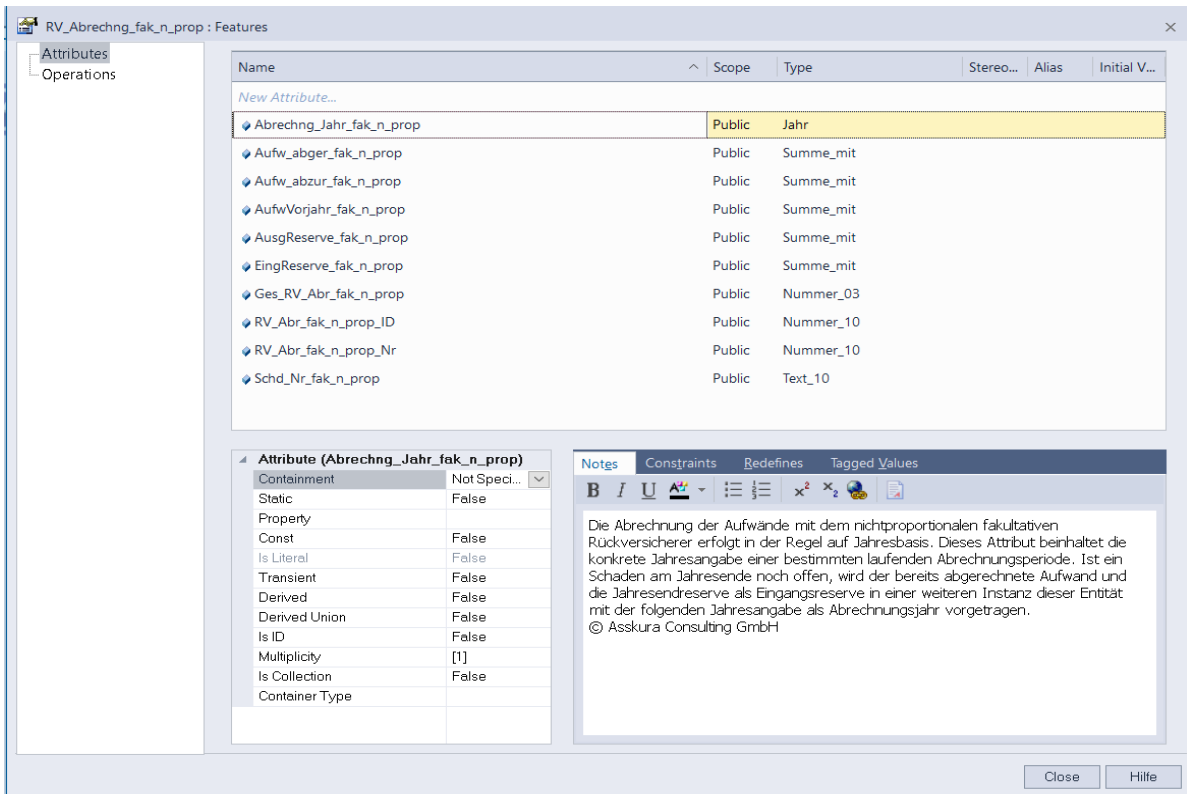 RV_Abrechng_fak_n_prop : Features
Attributes
Operations
Name Scope Type Stereo... Alias Initial V...
New Attribute...
Abrechng_Jahr_fak_n_prop Public Jahr
Aufw_abger_fak_n_prop Public Summe_mit
Aufw_abzur_fak_n_prop Public Summe_mit
AufwVorjahr_fak_n_prop Public Summe_mit
AusgReserve_fak_n_prop Public Summe_mit
EingReserve_fak_n_prop Public Summe_mit
Ges_RV_Abr_fak_n_prop Public Nummer_03
RV_Abr_fak_n_prop_ID Public Nummer_10
RV_Abr_fak_n_prop_Nr Public Nummer_10
Schd_Nr_fak_n_prop Public Text_10
Attribute (Abrechng_Jahr_fak_n_prop)
Containment Not Speci...
Static False
Property
Const False
Is Literal False
Transient False
Derived False
Derived Union False
Is ID False
Multiplicity [1]
Is Collection False
Container Type
Notes Constraints Redefines Tagged Values
B I U A x² x₂
Die Abrechnung der Aufwände mit dem nichtproportionalen fakultativen
Rückversicherer erfolgt in der Regel auf Jahresbasis. Dieses Attribut beinhaltet die
konkrete Jahresangabe einer bestimmten laufenden Abrechnungsperiode. Ist ein
Schaden am Jahresende noch offen, wird der bereits abgerechnete Aufwand und
die Jahresendreserve als Eingangsreserve in einer weiteren Instanz dieser Entität
mit der folgenden Jahresangabe als Abrechnungsjahr vorgetragen.
© Asskura Consulting GmbH
Close Hilfe